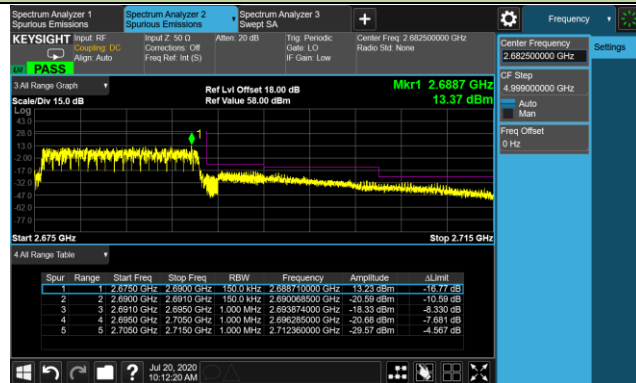 Spectrum Analyzer 1
Spurious Emissions
Spectrum Analyzer 2
Spurious Emissions
Spectrum Analyzer 3
Swept SA
+
Frequency
KEYSIGHT
Input: RF
Coupling: DC
Align: Auto
Input Z: 50 Ω
Corrections: Off
Freq Ref: Int (S)
Atten: 20 dB
Trig: Periodic
Gate: LO
IF Gain: Low
Center Freq: 2.682500000 GHz
Radio Std: None
PASS
Center Frequency
2.682500000 GHz
Settings
CF Step
4.999000000 GHz
Auto
Man
Freq Offset
0 Hz
3 All Range Graph
Scale/Div 15.0 dB
Ref Lvl Offset 18.00 dB
Ref Value 58.00 dBm
Mkr1 2.6887 GHz
13.37 dBm
Log
43.0
28.0
13.0
-2.00
-17.0
-32.0
-47.0
-62.0
-77.0
1
Start 2.675 GHz
Stop 2.715 GHz
4 All Range Table
Spur Range Start Freq Stop Freq RBW Frequency Amplitude ΔLimit
1 1 2.6750 GHz 2.6900 GHz 150.0 kHz 2.688710000 GHz 13.23 dBm -16.77 dB
2 2 2.6900 GHz 2.6910 GHz 150.0 kHz 2.690068500 GHz -20.59 dBm -10.59 dB
3 3 2.6910 GHz 2.6950 GHz 1.000 MHz 2.693874000 GHz -18.33 dBm -8.330 dB
4 4 2.6950 GHz 2.7050 GHz 1.000 MHz 2.696285000 GHz -20.68 dBm -7.681 dB
5 5 2.7050 GHz 2.7150 GHz 1.000 MHz 2.712360000 GHz -29.57 dBm -4.567 dB
?
Jul 20, 2020
10:12:20 AM